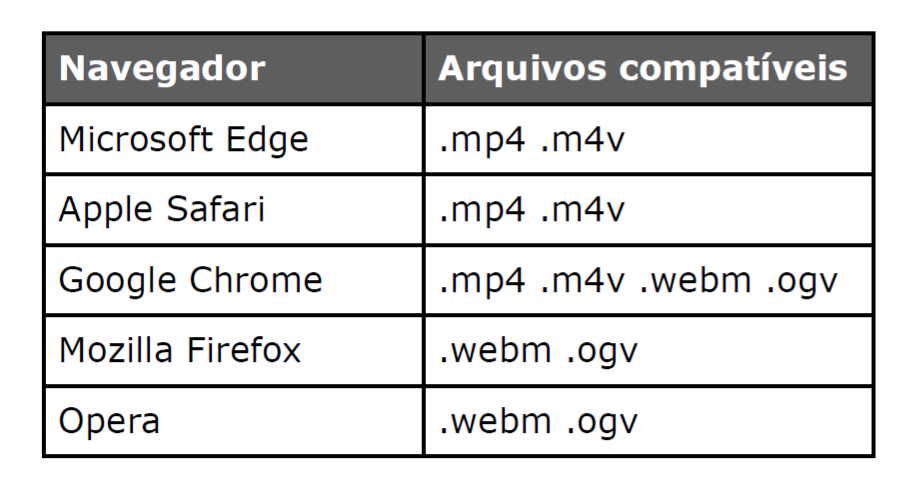 Navegador Arquivos compatíveis
Microsoft Edge .mp4 .m4v
Apple Safari .mp4 .m4v
Google Chrome .mp4 .m4v .webm .ogv
Mozilla Firefox .webm .ogv
Opera .webm .ogv